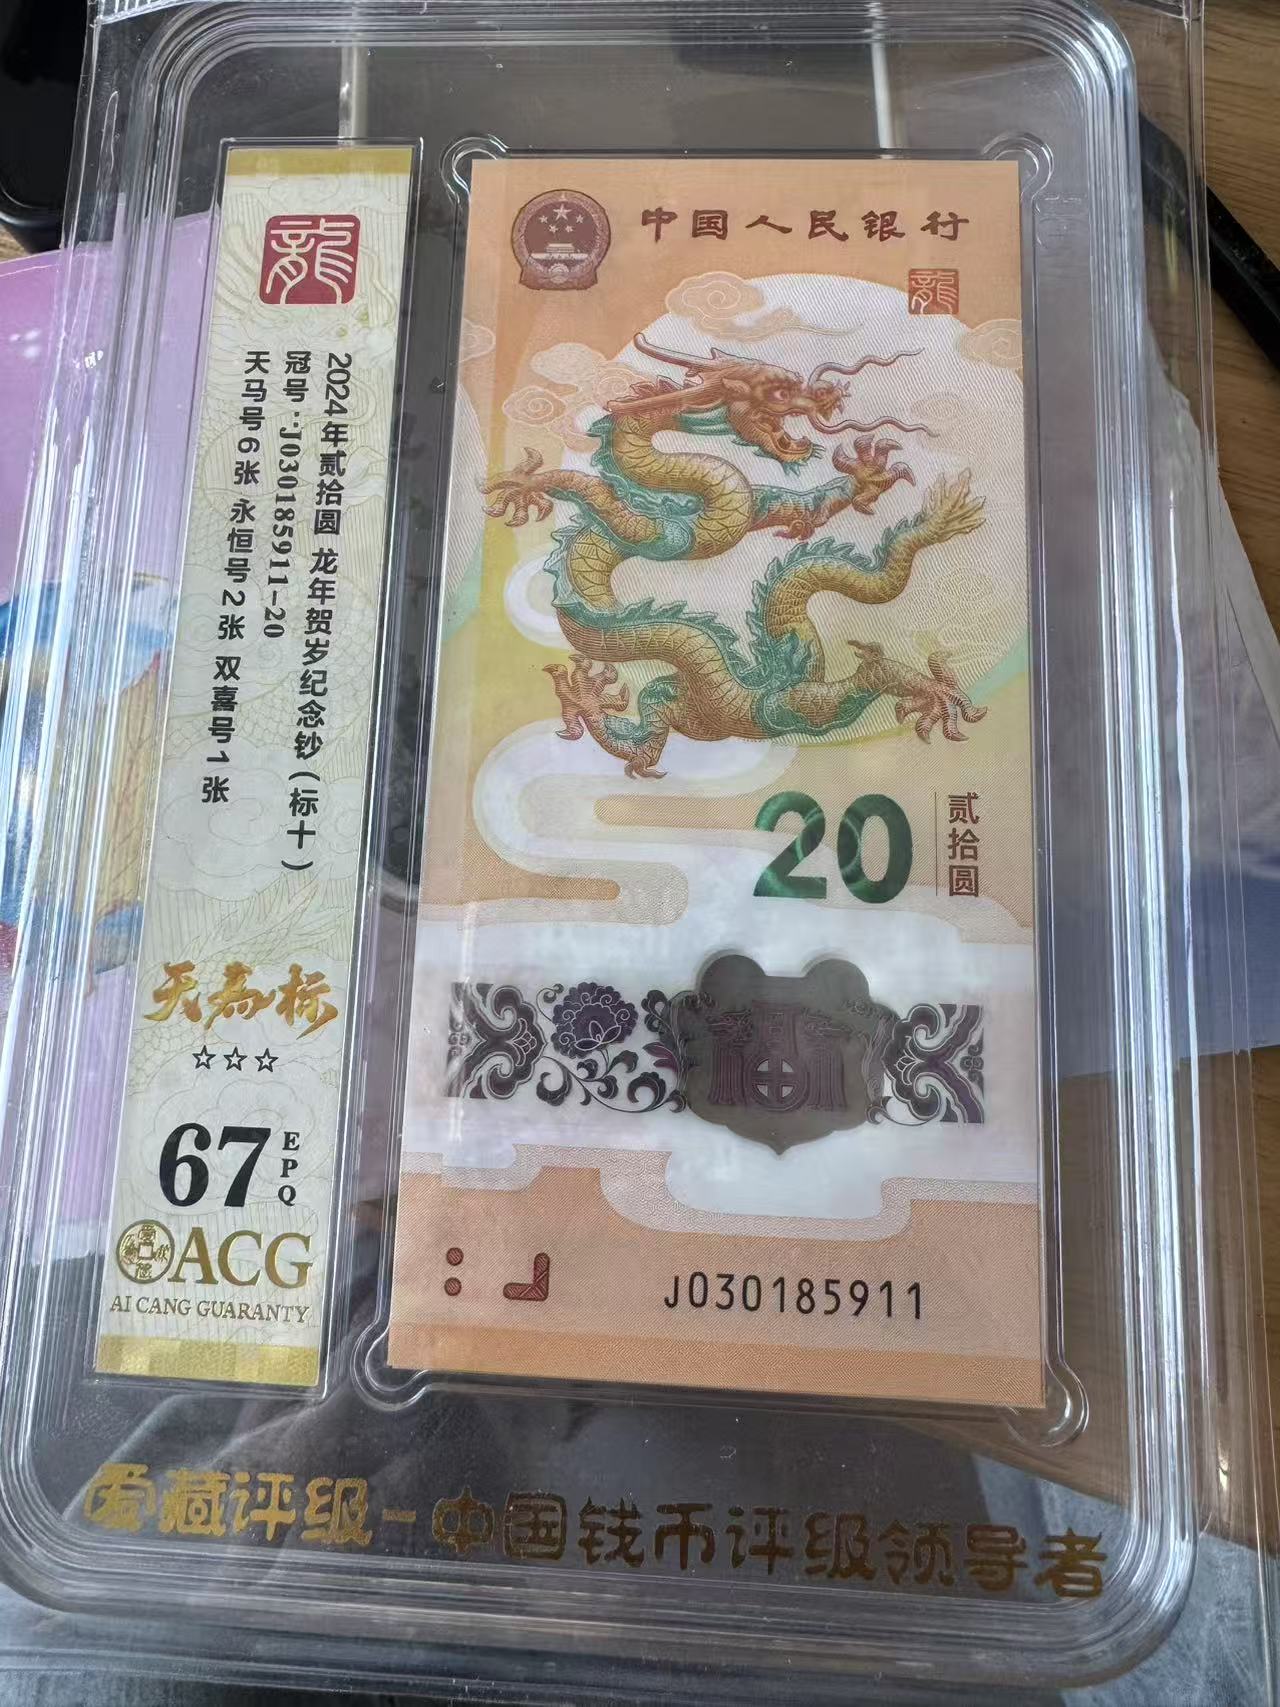 龍
2024年贰拾圆 龙年贺岁纪念钞(标十)
冠号:J030185911-20
天马号6张 永恒号2张 双喜号1张
天寿标
☆☆☆
67
EPQ
ACG
AI CANG GUARANTY
中国人民银行
龍
20
贰拾圆
J030185911
爱藏评级-中国钱币评级领导者